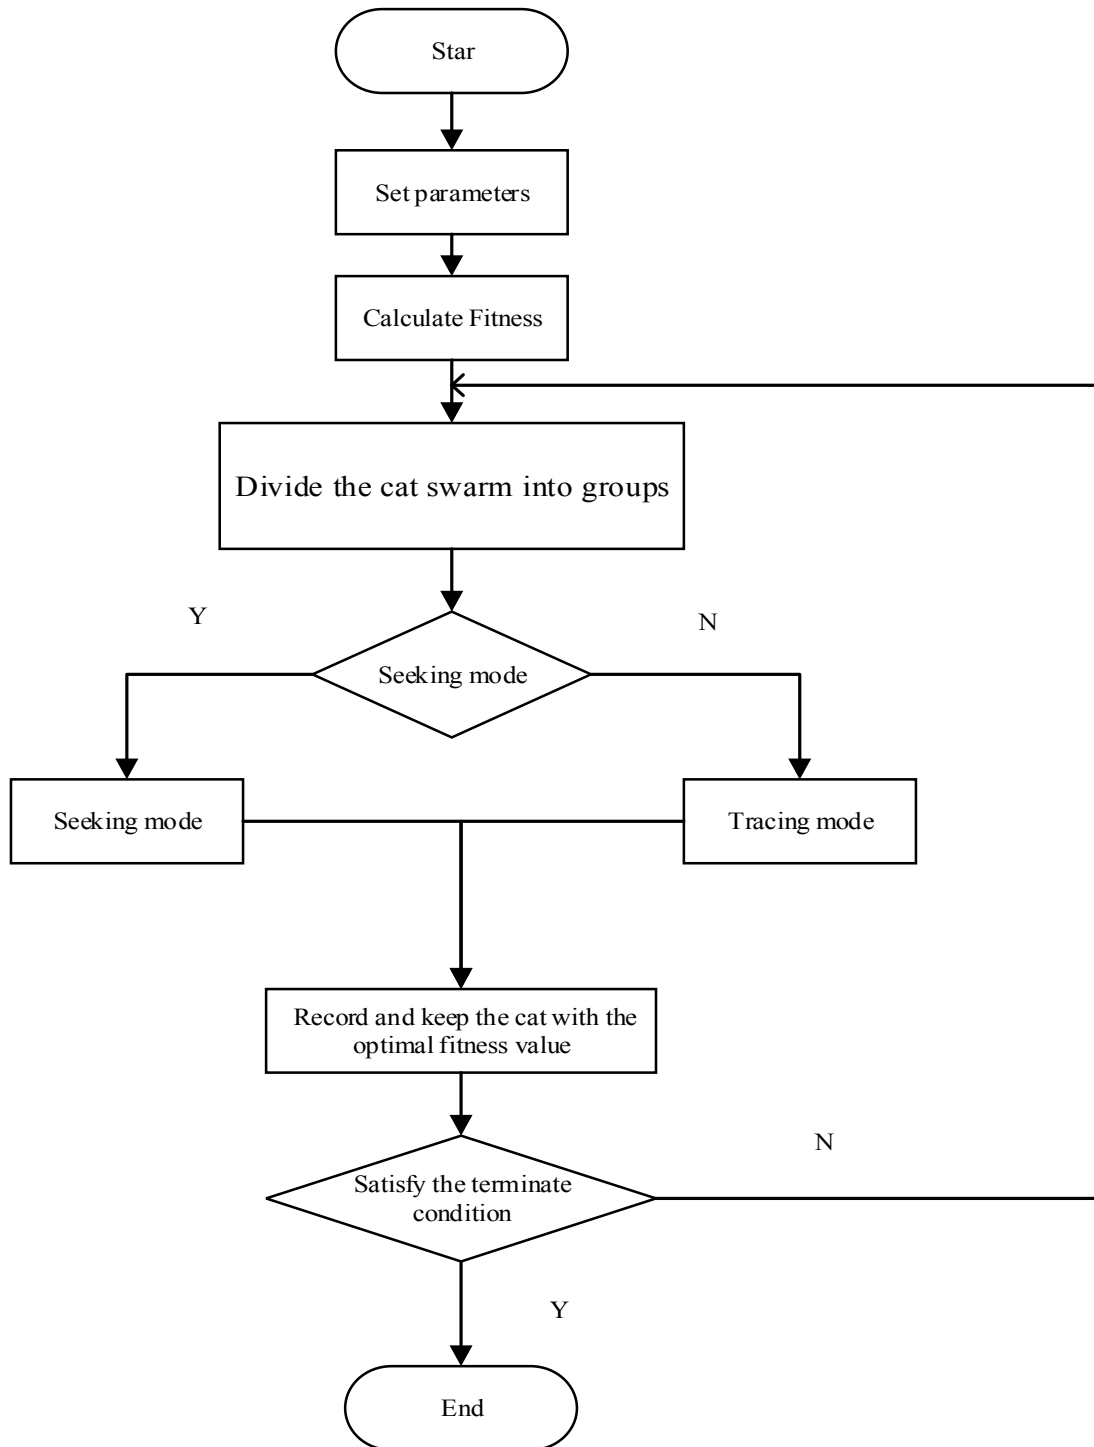 Star
Set parameters
Calculate Fitness
Divide the cat swarm into groups
Y
N
Seeking mode
Seeking mode
Tracing mode
Record and keep the cat with the
optimal fitness value
N
Satisfy the terminate
condition
Y
End